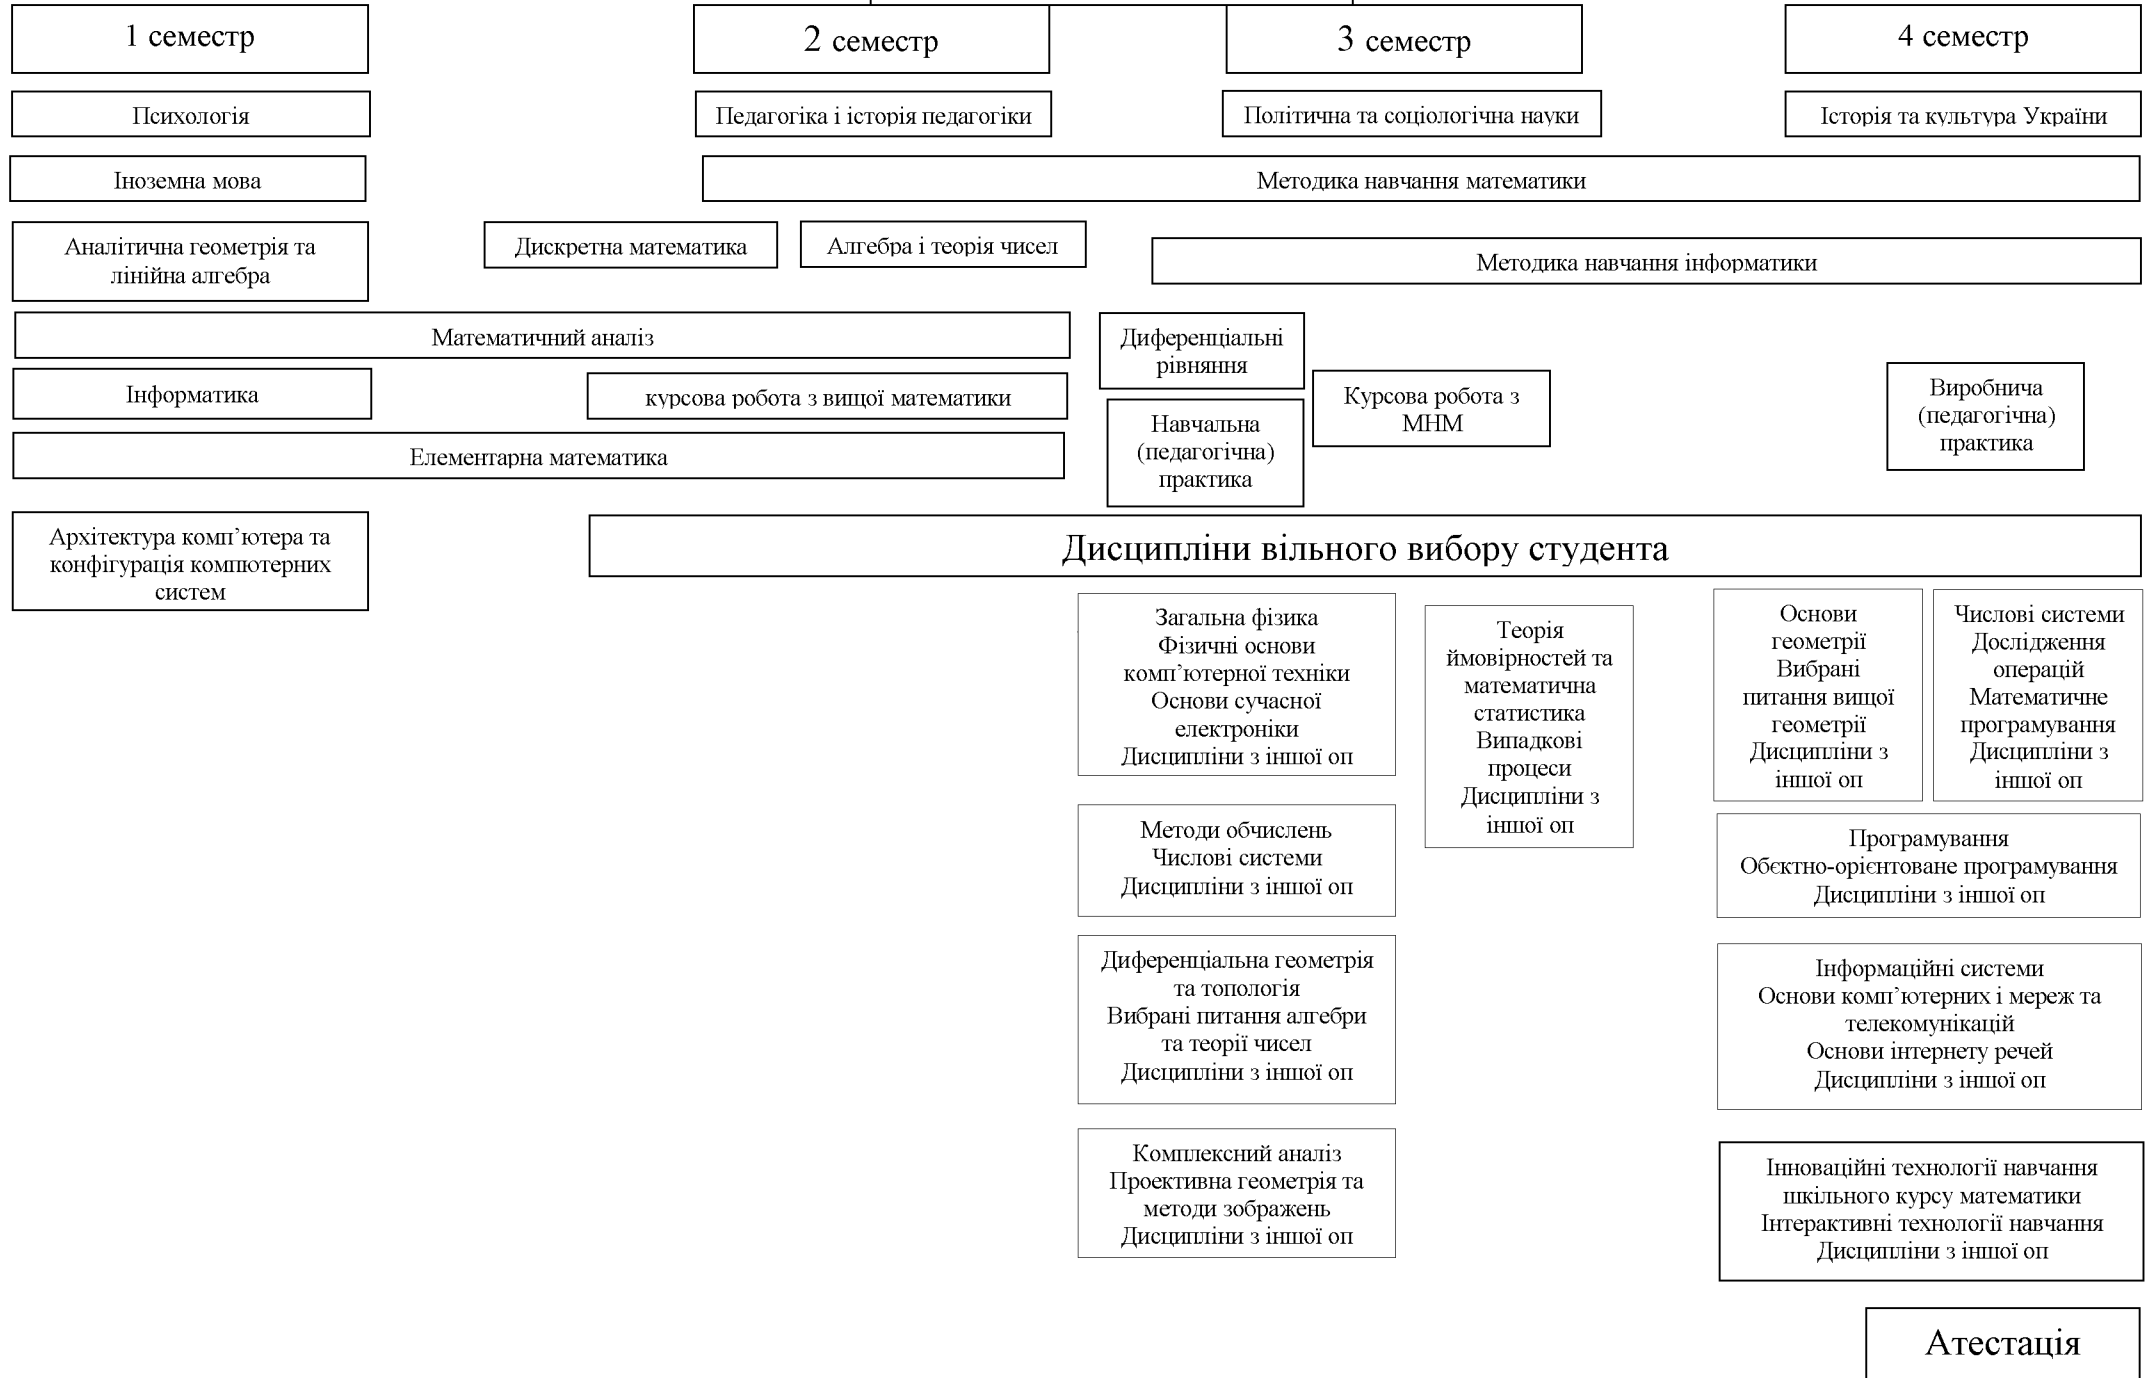 1 семестр
2 семестр
3 семестр
4 семестр
Психологія
Педагогіка і історія педагогіки
Політична та соціологічна науки
Історія та культура України
Іноземна мова
Методика навчання математики
Аналітична геометрія та
лінійна алгебра
Дискретна математика
Алгебра і теорія чисел
Методика навчання інформатики
Математичний аналіз
Диференціальні
рівняння
Інформатика
курсова робота з вищої математики
Курсова робота з
МНМ
Виробнича
(педагогічна)
практика
Елементарна математика
Навчальна
(педагогічна)
практика
Архітектура комп’ютера та
конфігурація компютерних
систем
Дисципліни вільного вибору студента
Загальна фізика
Фізичні основи
комп’ютерної техніки
Основи сучасної
електроніки
Дисципліни з іншої оп
Теорія
ймовірностей та
математична
статистика
Випадкові
процеси
Дисципліни з
іншої оп
Основи
геометрії
Вибрані
питання вищої
геометрії
Дисципліни з
іншої оп
Числові системи
Дослідження
операцій
Математичне
програмування
Дисципліни з
іншої оп
Методи обчислень
Числові системи
Дисципліни з іншої оп
Програмування
Обєктно-орієнтоване програмування
Дисципліни з іншої оп
Диференціальна геометрія
та топологія
Вибрані питання алгебри
та теорії чисел
Дисципліни з іншої оп
Інформаційні системи
Основи комп’ютерних і мереж та
телекомунікацій
Основи інтернету речей
Дисципліни з іншої оп
Комплексний аналіз
Проективна геометрія та
методи зображень
Дисципліни з іншої оп
Інноваційні технології навчання
шкільного курсу математики
Інтерактивні технології навчання
Дисципліни з іншої оп
Атестація